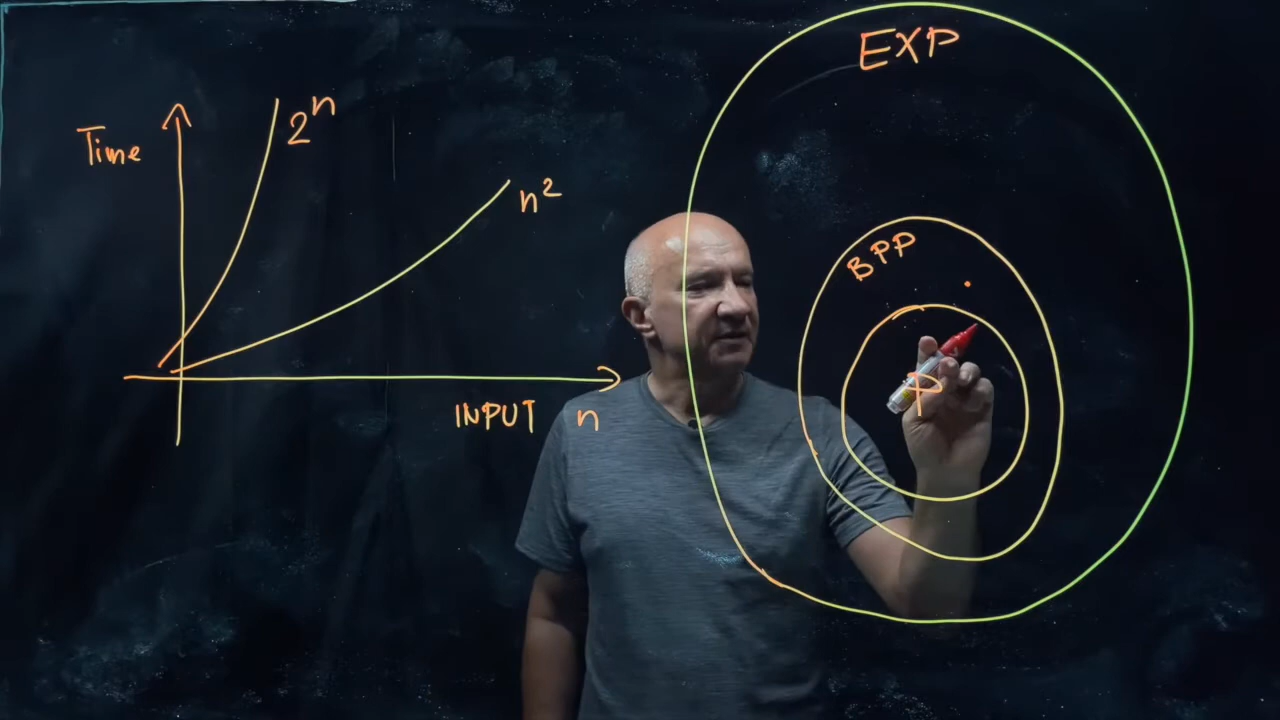 Time
2ⁿ
n²
INPUT n
EXP
BPP
P